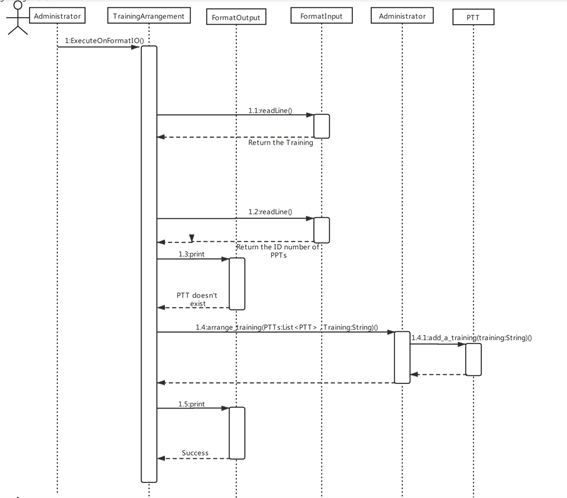 Administrator
TrainingArrangement
FormatOutput
FormatInput
Administrator
PTT
1:ExecuteOnFormatIO()
1.1:readLine()
Return the Training
1.2:readLine()
Return the ID number of
PPTs
1.3:print
PTT doesn't
exist
1.4:arrange_training(PTTs:List<PTT> , Training:String)()
1.4.1:add_a_training(training:String)()
1.5:print
Success